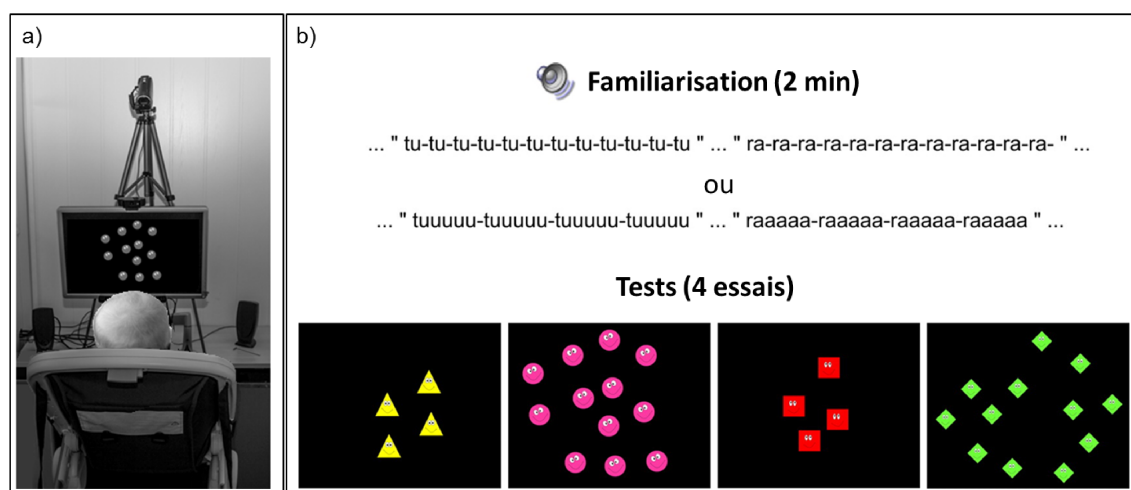 a)
b)
Familiarisation (2 min)
... " tu-tu-tu-tu-tu-tu-tu-tu-tu-tu-tu-tu " ... " ra-ra-ra-ra-ra-ra-ra-ra-ra-ra-ra-ra- " ...
ou
... " tuuuuu-tuuuuu-tuuuuu-tuuuuu " ... " raaaaa-raaaaa-raaaaa-raaaaa " ...
Tests (4 essais)